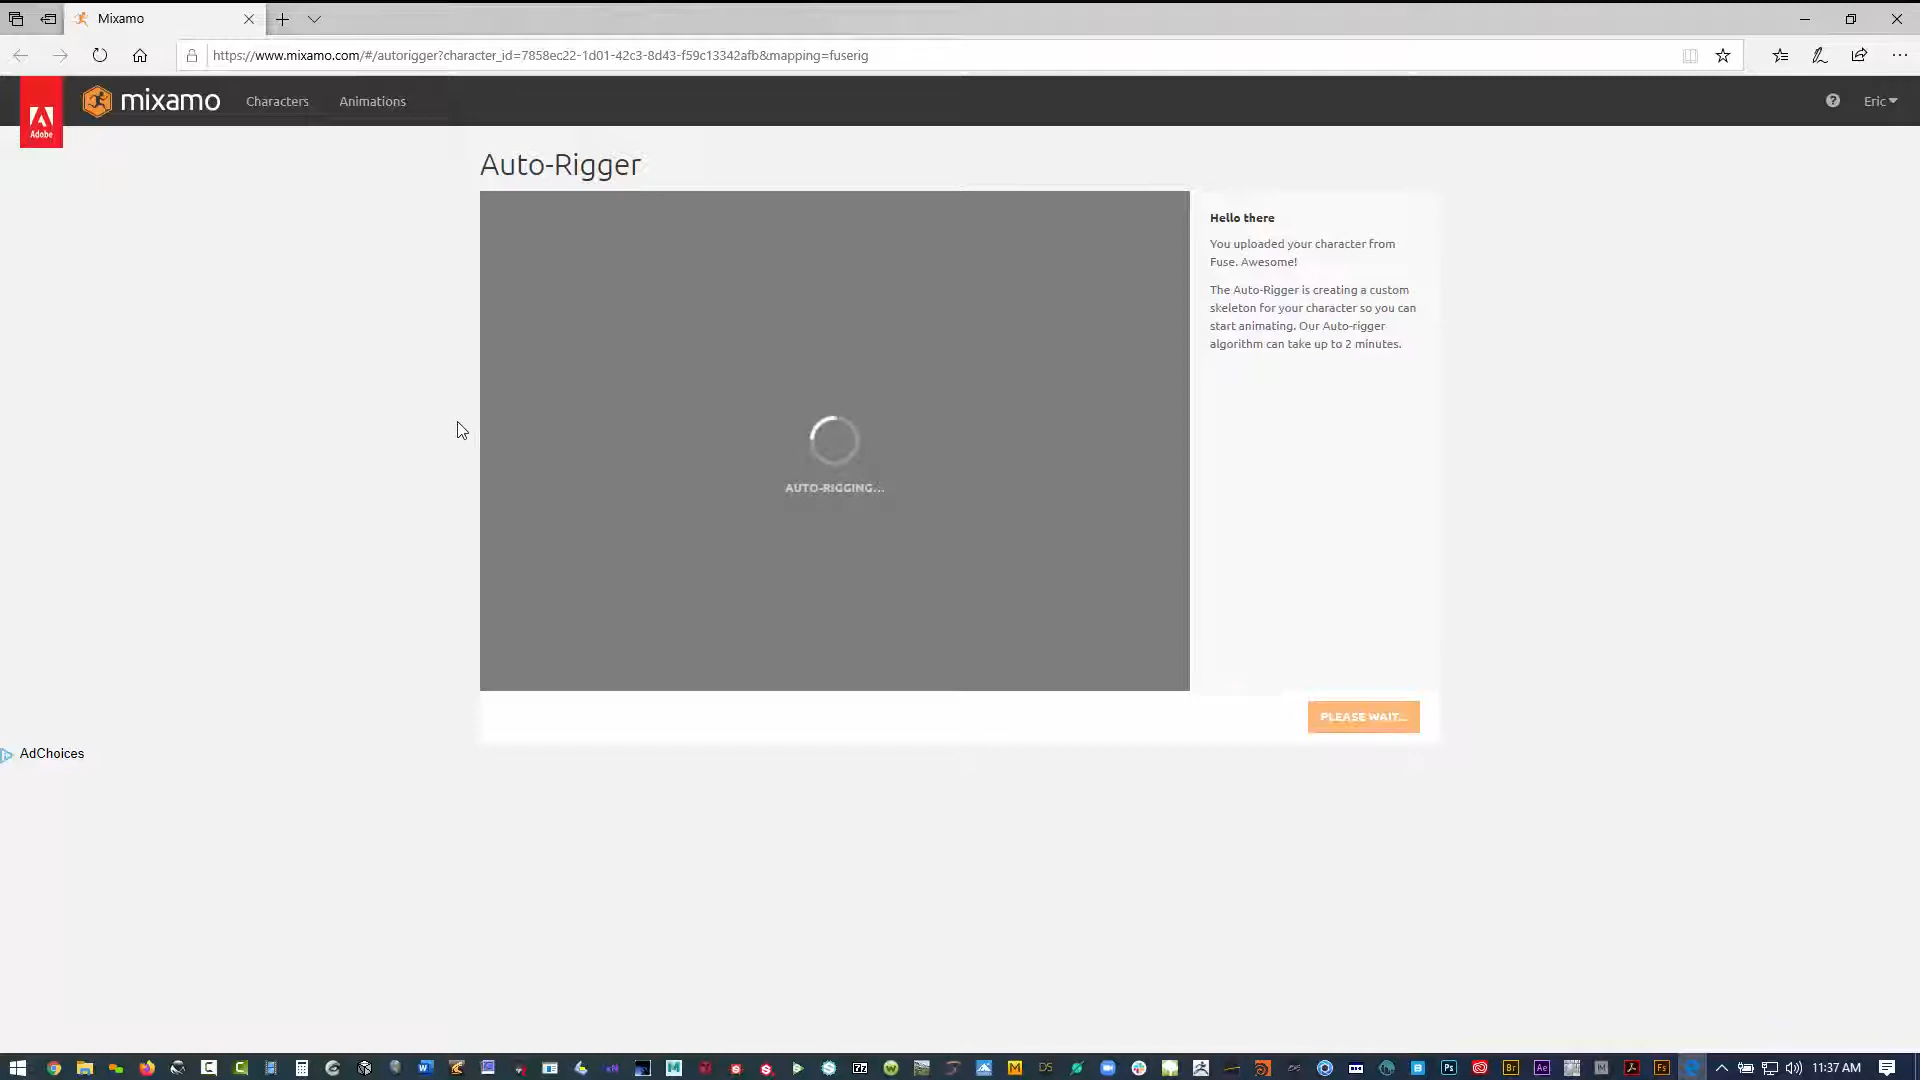 Mixamo
https://www.mixamo.com/#/autorigger?character_id=7858ec22-1d01-42c3-8d43-f59c13342afb&mapping=fuserig
Adobe
mixamo
Characters
Animations
Eric
Auto-Rigger
Hello there
You uploaded your character from
Fuse. Awesome!
The Auto-Rigger is creating a custom
skeleton for your character so you can
start animating. Our Auto-rigger
algorithm can take up to 2 minutes.
AUTO-RIGGING...
PLEASE WAIT...
AdChoices
11:37 AM